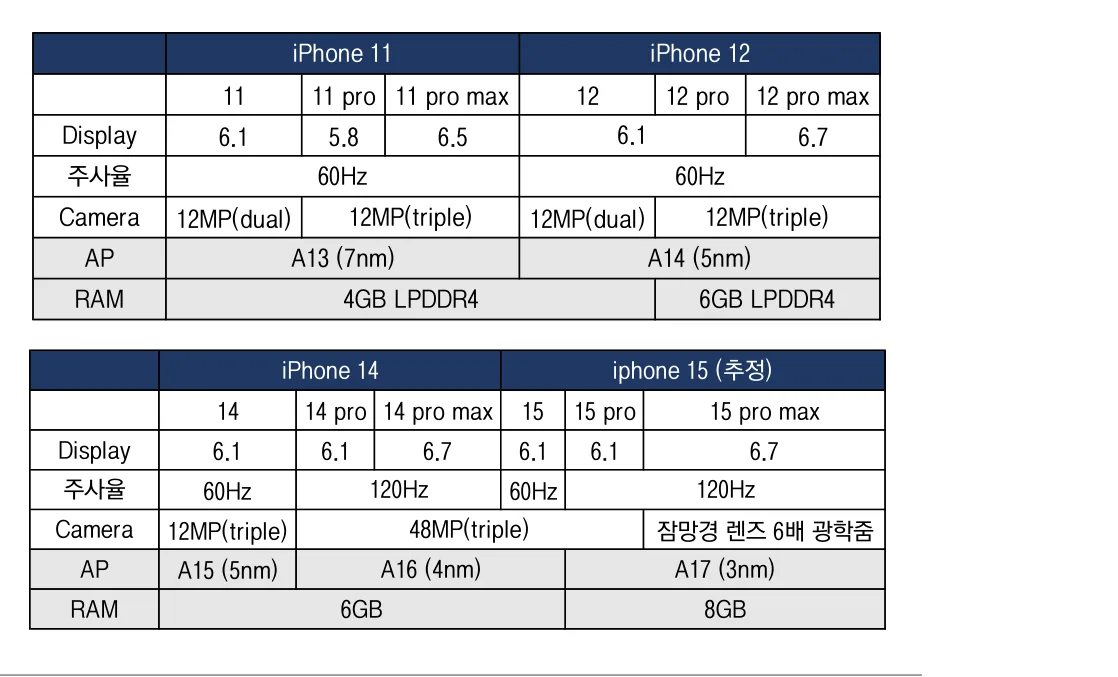 iPhone 11 iPhone 12
11 11 pro 11 pro max 12 12 pro 12 pro max
Display 6.1 5.8 6.5 6.1 6.7
주사율 60Hz 60Hz
Camera 12MP(dual) 12MP(triple) 12MP(dual) 12MP(triple)
AP A13 (7nm) A14 (5nm)
RAM 4GB LPDDR4 6GB LPDDR4
iPhone 14 iphone 15 (추정)
14 14 pro 14 pro max 15 15 pro 15 pro max
Display 6.1 6.1 6.7 6.1 6.1 6.7
주사율 60Hz 120Hz 60Hz 120Hz
Camera 12MP(triple) 48MP(triple) 잠망경 렌즈 6배 광학줌
AP A15 (5nm) A16 (4nm) A17 (3nm)
RAM 6GB 8GB